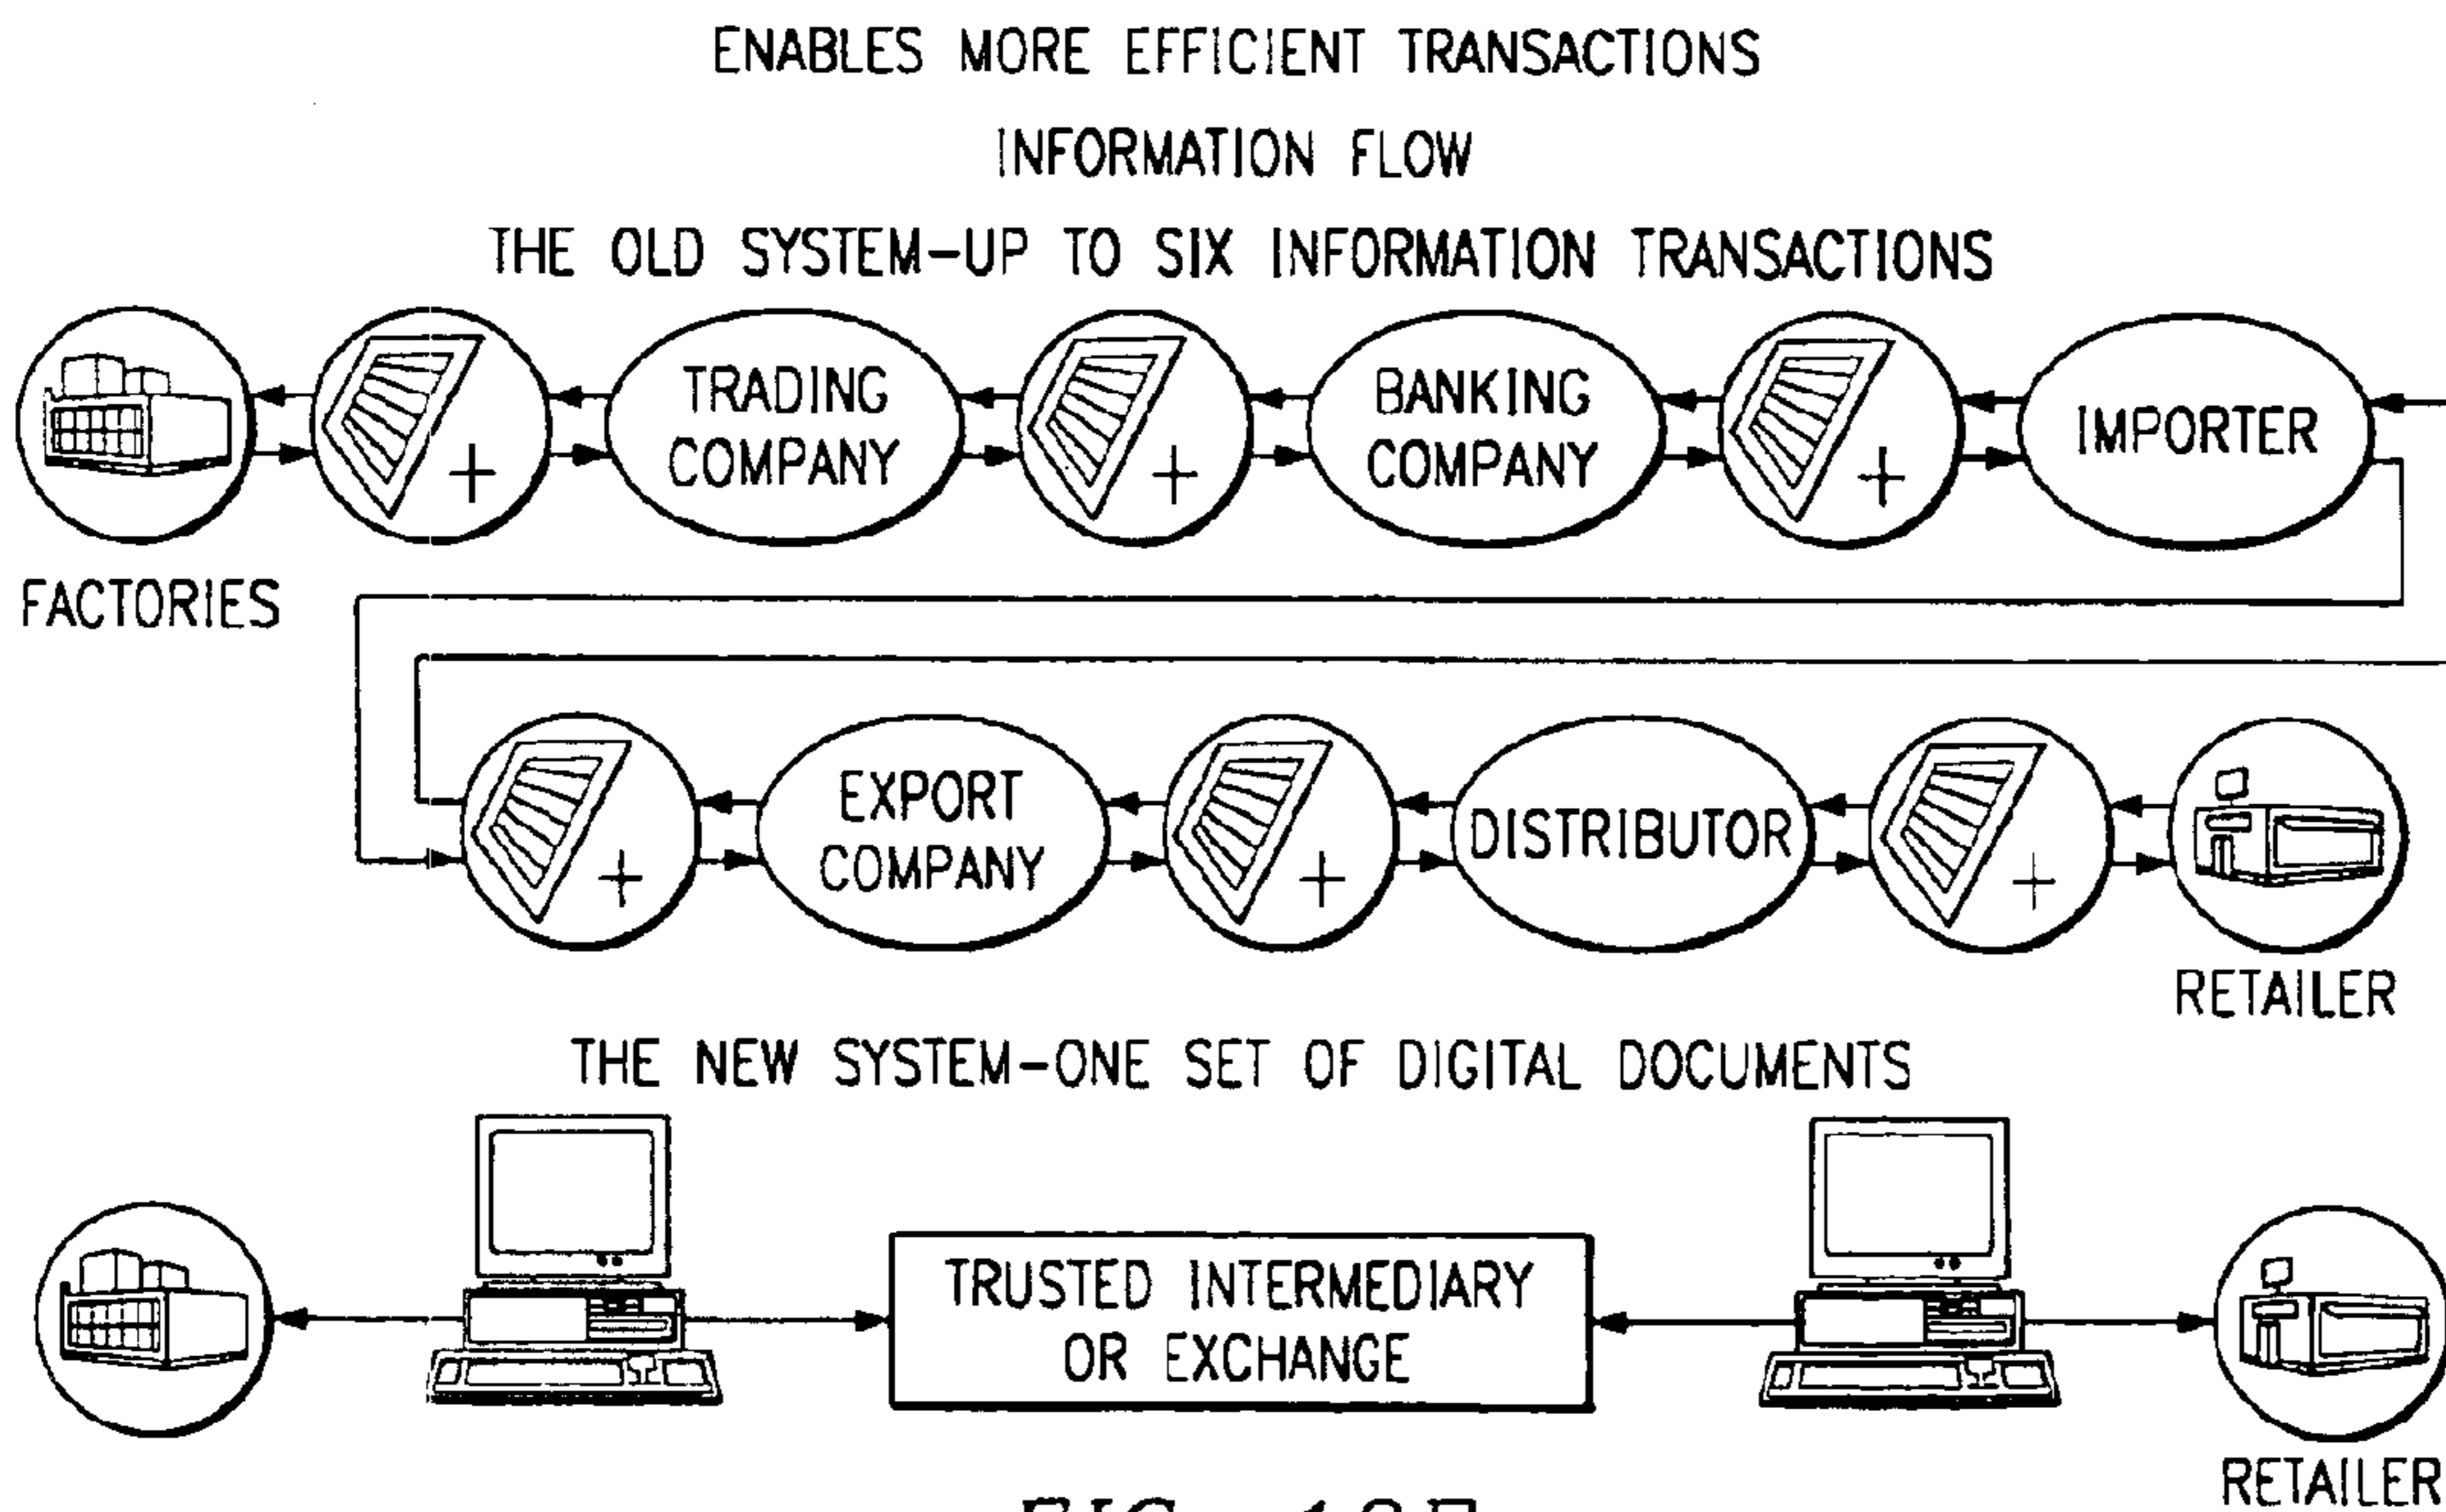 ENABLES MORE EFFICIENT TRANSACTIONS
INFORMATION FLOW
THE OLD SYSTEM-UP TO SIX INFORMATION TRANSACTIONS
TRADING
COMPANY
BANKING
COMPANY
IMPORTER
FACTORIES
EXPORT
COMPANY
DISTRIBUTOR
RETAILER
THE NEW SYSTEM-ONE SET OF DIGITAL DOCUMENTS
TRUSTED INTERMEDIARY
OR EXCHANGE
RETAILER